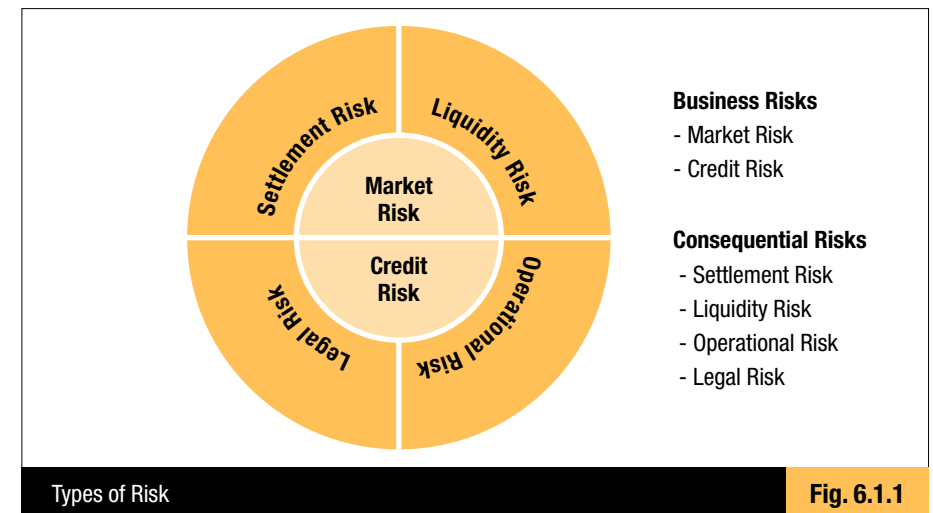 Settlement Risk
Liquidity Risk
Market
Risk
Credit
Risk
Legal Risk
Operational Risk
Business Risks
- Market Risk
- Credit Risk
Consequential Risks
- Settlement Risk
- Liquidity Risk
- Operational Risk
- Legal Risk
Types of Risk
Fig. 6.1.1